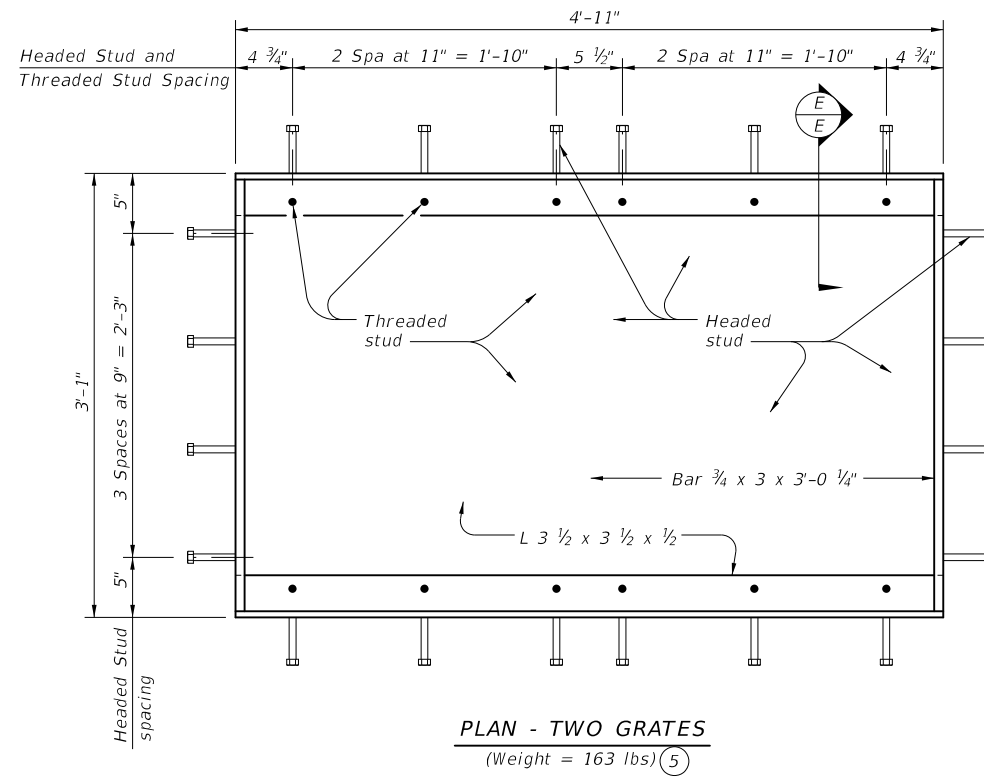 4'-11"
Headed Stud and
Threaded Stud Spacing
4 ¾"
2 Spa at 11" = 1'-10"
5 ½"
2 Spa at 11" = 1'-10"
4 ¾"
E
E
5"
3 Spaces at 9" = 2'-3"
3'-1"
5"
Headed Stud
spacing
Threaded
stud
Headed
stud
Bar ¾ x 3 x 3'-0 ¼"
L 3 ½ x 3 ½ x ½
PLAN - TWO GRATES
(Weight = 163 lbs) 5